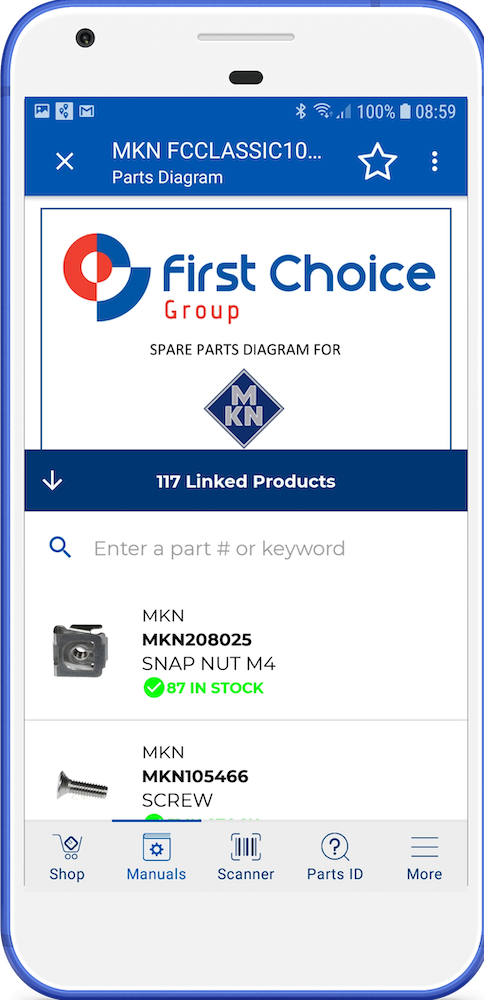 100% 08:59
MKN FCCLASSIC10...
Parts Diagram
First Choice
Group
SPARE PARTS DIAGRAM FOR
M
KN
117 Linked Products
Enter a part # or keyword
MKN
MKN208025
SNAP NUT M4
87 IN STOCK
MKN
MKN105466
SCREW
Shop Manuals Scanner Parts ID More